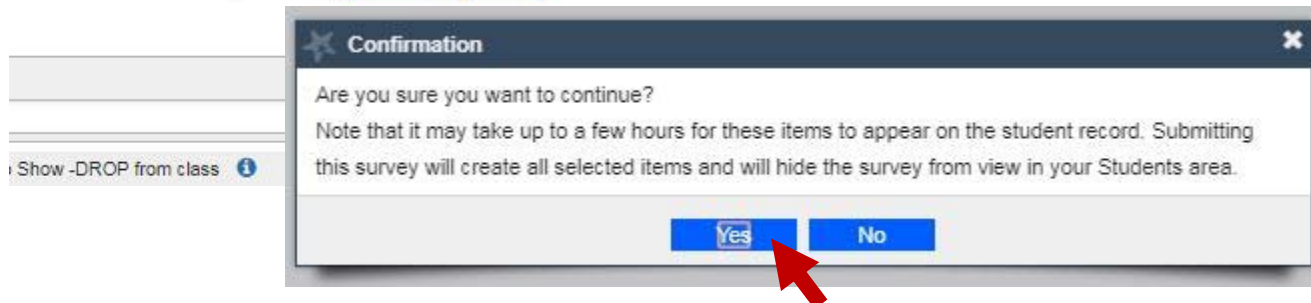 Confirmation
Are you sure you want to continue?
Note that it may take up to a few hours for these items to appear on the student record. Submitting
this survey will create all selected items and will hide the survey from view in your Students area.
Show -DROP from class
Yes No